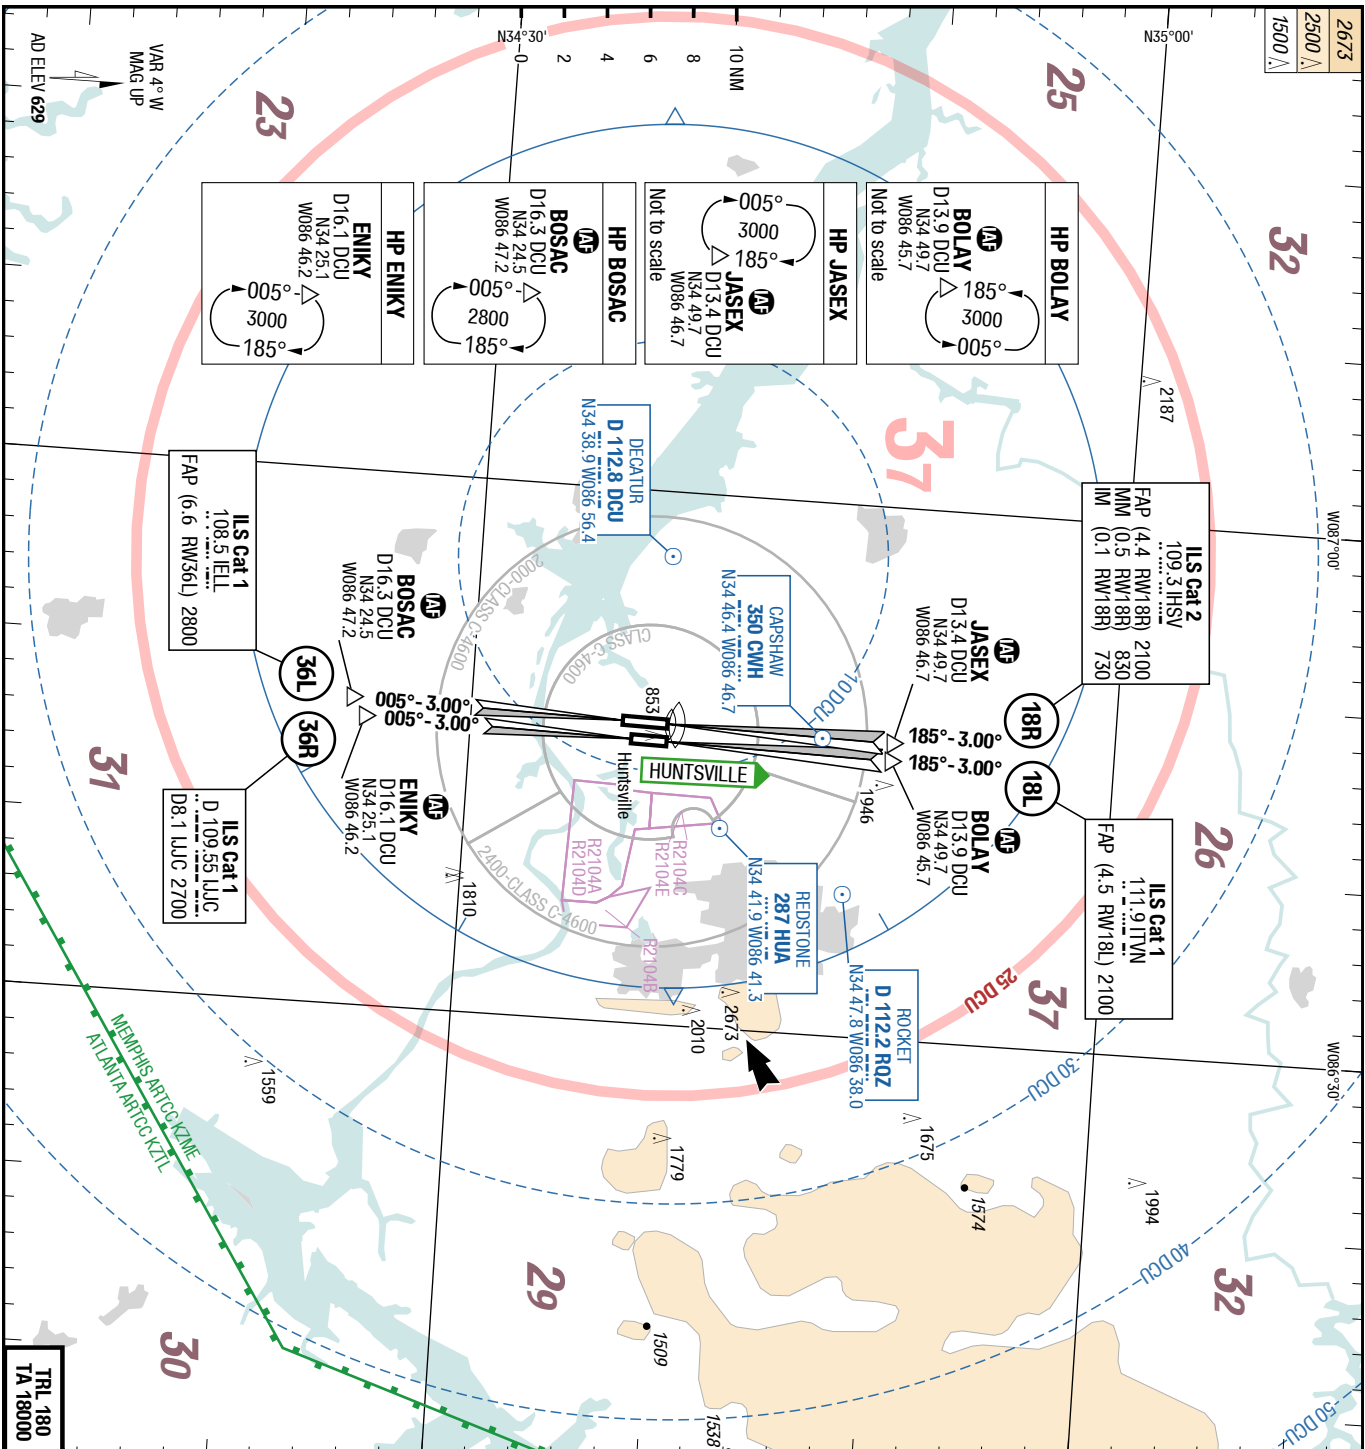 2673
2500
1500
N35°00'
N34°30'
10 NM
8
6
4
2
0
VAR 4° W
MAG UP
AD ELEV 629
25
23
32
37
26
37
31
29
32
30
HP BOLAY
IAF
BOLAY
D13.9 DCU
N34 49.7
W086 45.7
Not to scale
185°
3000
005°
HP JASEX
005°
3000
185°
IAF
JASEX
D13.4 DCU
N34 49.7
W086 46.7
Not to scale
HP BOSAC
IAF
BOSAC
D16.3 DCU
N34 24.5
W086 47.2
005°
2800
185°
HP ENIKY
ENIKY
D16.1 DCU
N34 25.1
W086 46.2
005°
3000
185°
2187
W087°00'
W086°30'
ILS Cat 2
109.3 IHSV
FAP (4.4 RW18R) 2100
MM (0.5 RW18R) 830
IM (0.1 RW18R) 730
DECATUR
D 112.8 DCU
N34 38.9 W086 56.4
CAPSHAW
350 CWH
N34 46.4 W086 46.7
ILS Cat 1
108.5 IELL
FAP (6.6 RW36L) 2800
IAF
BOSAC
D16.3 DCU
N34 24.5
W086 47.2
36L
36R
005°-3.00°
005°-3.00°
IAF
JASEX
D13.4 DCU
N34 49.7
W086 46.7
18R
18L
185°-3.00°
185°-3.00°
IAF
BOLAY
D13.9 DCU
N34 49.7
W086 45.7
ILS Cat 1
111.9 ITVN
FAP (4.5 RW18L) 2100
IAF
ENIKY
D16.1 DCU
N34 25.1
W086 46.2
ILS Cat 1
D 109.55 IJJC
D8.1 IJJC 2700
2000-CLASS C-4600
CLASS C-4600
2400-CLASS C-4600
853
HUNTSVILLE
Huntsville
10 DCU
1946
1810
R2104C
R2104E
R2104A
R2104D
R2104B
REDSTONE
287 HUA
N34 41.9 W086 41.3
ROCKET
D 112.2 RQZ
N34 47.8 W086 38.0
2673
2010
25 DCU
30 DCU
40 DCU
50 DCU
1559
1779
1675
1994
1574
1509
1538
MEMPHIS ARTCC KZME
ATLANTA ARTCC KZTL
TRL 180
TA 18000